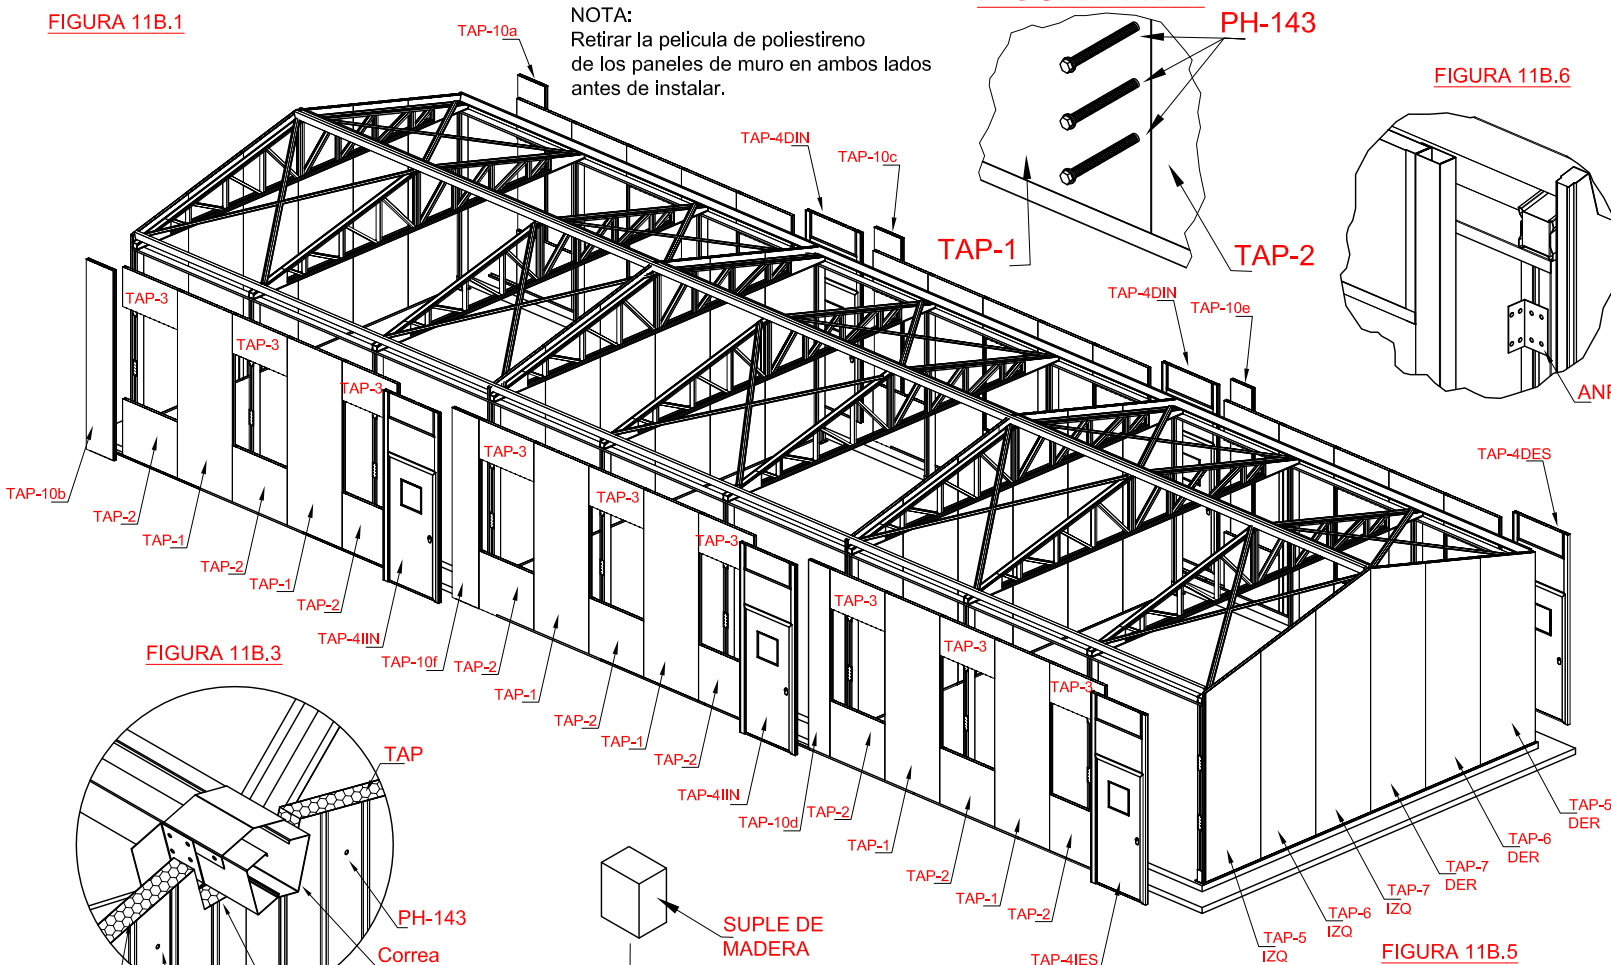 FIGURA 11B.1
NOTA:
Retirar la pelicula de poliestireno
de los paneles de muro en ambos lados
antes de instalar.
PH-143
FIGURA 11B.6
TAP-10a
TAP-4DIN
TAP-10c
TAP-1
TAP-2
TAP-4DIN
TAP-10e
TAP-4DES
TAP-3
TAP-3
TAP-3
TAP-3
TAP-3
TAP-3
TAP-3
TAP-3
TAP-3
TAP-10b
TAP-2
TAP-1
TAP-2
TAP-1
TAP-2
TAP-4IIN
TAP-10f
TAP-2
TAP-1
TAP-2
TAP-1
TAP-2
TAP-4IIN
TAP-10d
TAP-2
TAP-1
TAP-2
TAP-1
TAP-2
TAP-4IES
TAP-5
IZQ
TAP-6
IZQ
TAP-7
IZQ
TAP-7
DER
TAP-6
DER
TAP-5
DER
FIGURA 11B.3
TAP
PH-143
Correa
SUPLE DE
MADERA
FIGURA 11B.5